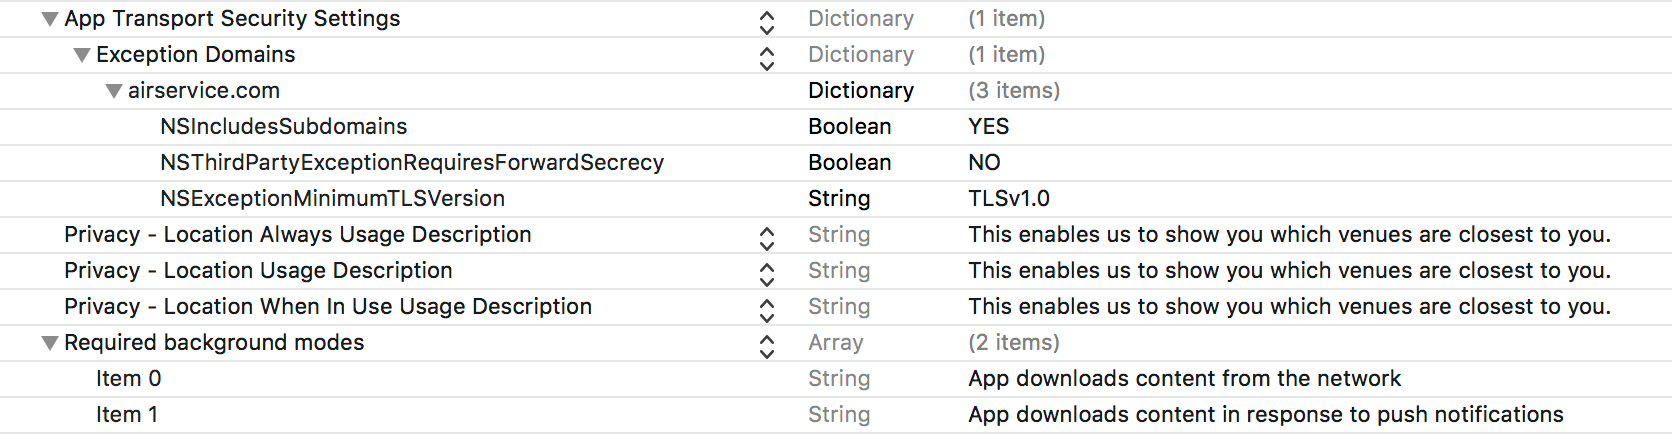 App Transport Security Settings Dictionary (1 item)
Exception Domains Dictionary (1 item)
airservice.com Dictionary (3 items)
NSIncludesSubdomains Boolean YES
NSThirdPartyExceptionRequiresForwardSecrecy Boolean NO
NSExceptionMinimumTLSVersion String TLSv1.0
Privacy - Location Always Usage Description String This enables us to show you which venues are closest to you.
Privacy - Location Usage Description String This enables us to show you which venues are closest to you.
Privacy - Location When In Use Usage Description String This enables us to show you which venues are closest to you.
Required background modes Array (2 items)
Item 0 String App downloads content from the network
Item 1 String App downloads content in response to push notifications